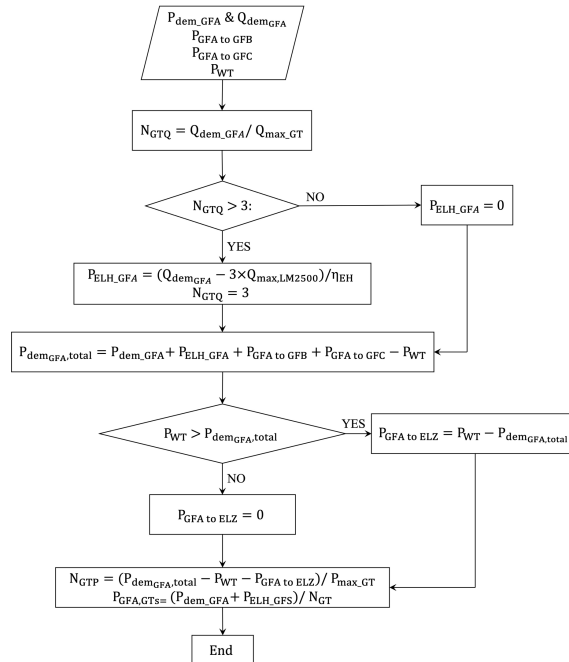 P_dem_GFA & Q_dem_GFA
P_GFA to GFB
P_GFA to GFC
P_WT
N_GTQ = Q_dem_GFA / Q_max_GT
N_GTQ > 3:
NO
P_ELH_GFA = 0
YES
P_ELH_GFA = (Q_dem_GFA − 3×Q_max,LM2500)/η_EH
N_GTQ = 3
P_dem_GFA,total = P_dem_GFA + P_ELH_GFA + P_GFA to GFB + P_GFA to GFC − P_WT
P_WT > P_dem_GFA,total
YES
P_GFA to ELZ = P_WT − P_dem_GFA,total
NO
P_GFA to ELZ = 0
N_GTP = (P_dem_GFA,total − P_WT − P_GFA to ELZ)/ P_max_GT
P_GFA,GTs= (P_dem_GFA + P_ELH_GFS)/ N_GT
End